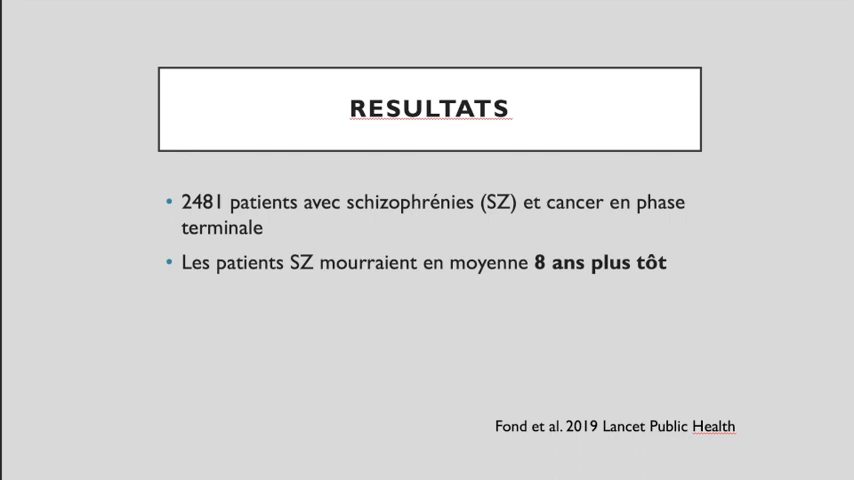 RESULTATS
• 2481 patients avec schizophrénies (SZ) et cancer en phase
terminale
• Les patients SZ mourraient en moyenne 8 ans plus tôt
Fond et al. 2019 Lancet Public Health